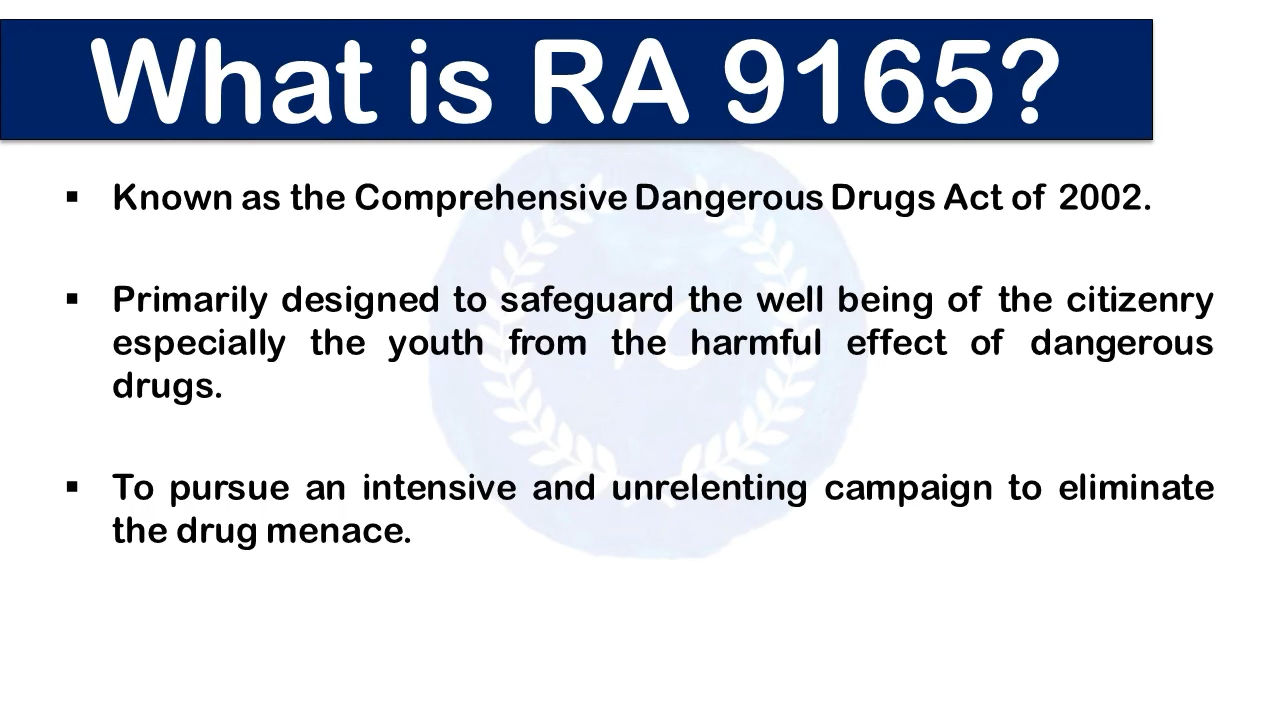 What is RA 9165?
▪ Known as the Comprehensive Dangerous Drugs Act of 2002.
▪ Primarily designed to safeguard the well being of the citizenry
especially the youth from the harmful effect of dangerous
drugs.
▪ To pursue an intensive and unrelenting campaign to eliminate
the drug menace.